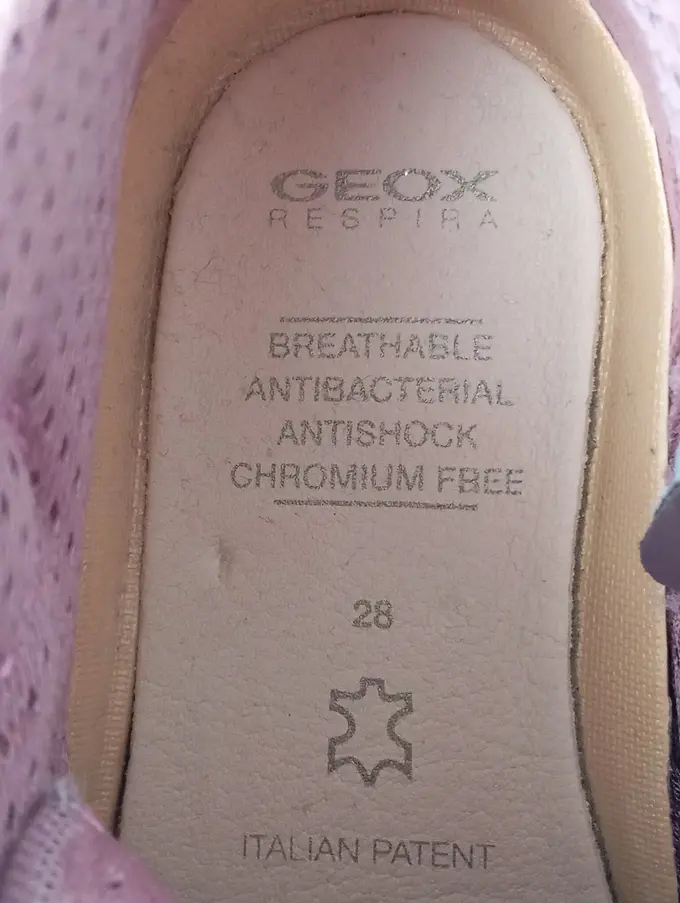 GEOX
RESPIRA
BREATHABLE
ANTIBACTERIAL
ANTISHOCK
CHROMIUM FREE
28
ITALIAN PATENT